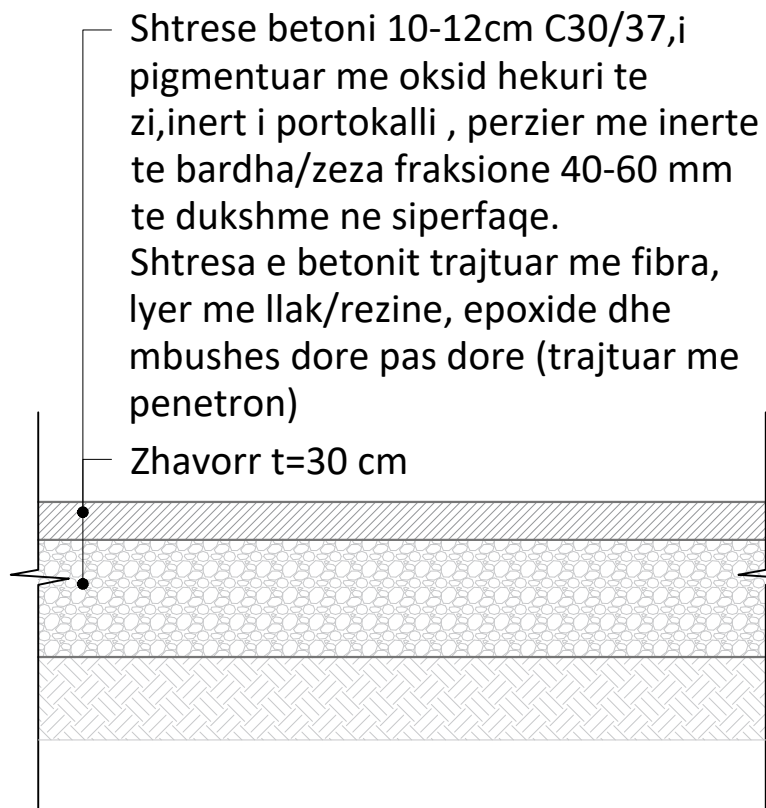 Shtrese betoni 10-12cm C30/37,i
pigmentuar me oksid hekuri te
zi,inert i portokalli , perzier me inerte
te bardha/zeza fraksione 40-60 mm
te dukshme ne siperfaqe.
Shtresa e betonit trajtuar me fibra,
lyer me llak/rezine, epoxide dhe
mbushes dore pas dore (trajtuar me
penetron)
Zhavorr t=30 cm